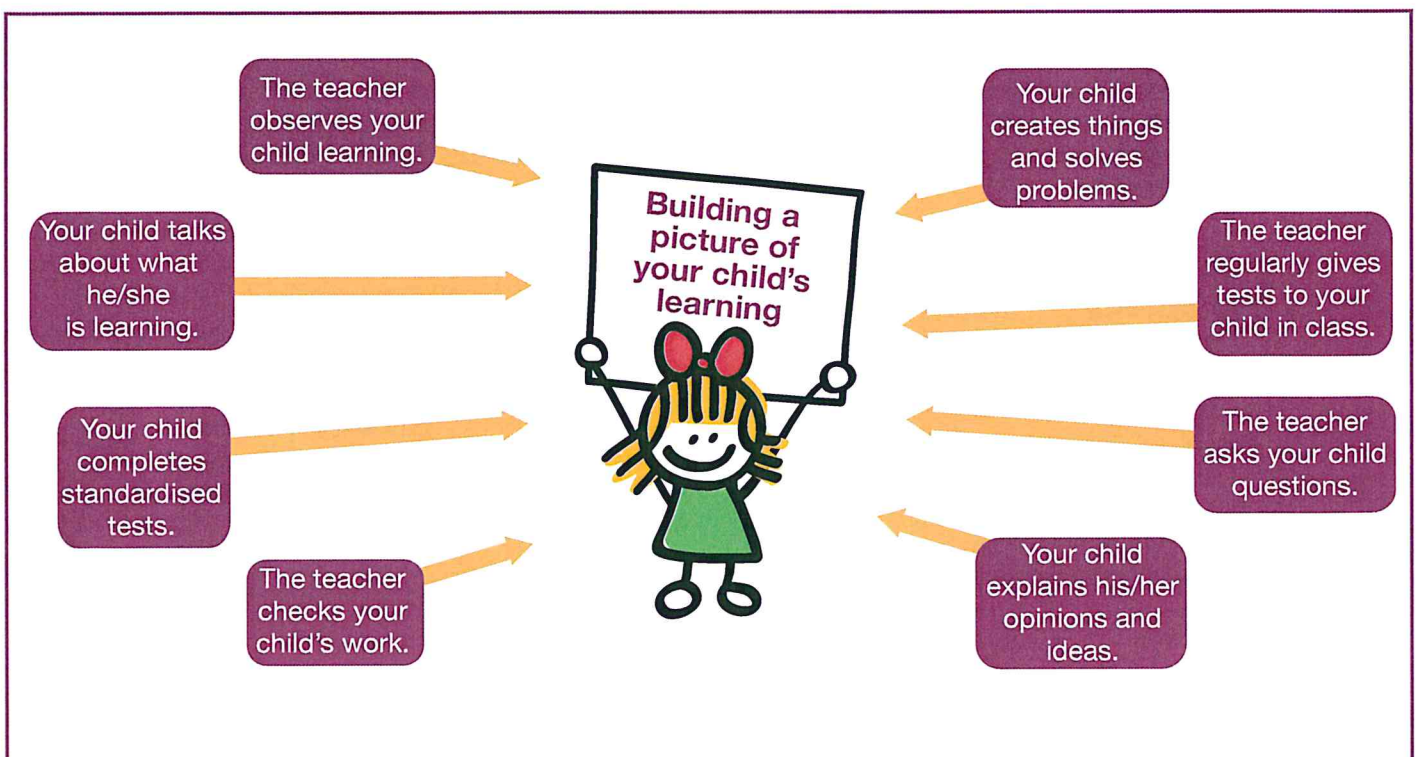 The teacher
observes your
child learning.
Your child talks
about what
he/she
is learning.
Your child
completes
standardised
tests.
The teacher
checks your
child's work.
Building a
picture of
your child's
learning
Your child
creates things
and solves
problems.
The teacher
regularly gives
tests to your
child in class.
The teacher
asks your child
questions.
Your child
explains his/her
opinions and
ideas.